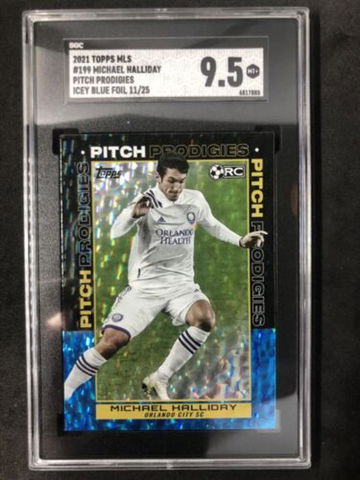 SGC
2021 TOPPS MLS
#199 MICHAEL HALLIDAY
PITCH PRODIGIES
ICEY BLUE FOIL 11/25
9.5 MT+
PITCH PRODIGIES
Topps
RC
PITCH PRODIGIES
PITCH PRODIGIES
ORLANDO
HEALTH
MICHAEL HALLIDAY
ORLANDO CITY SC